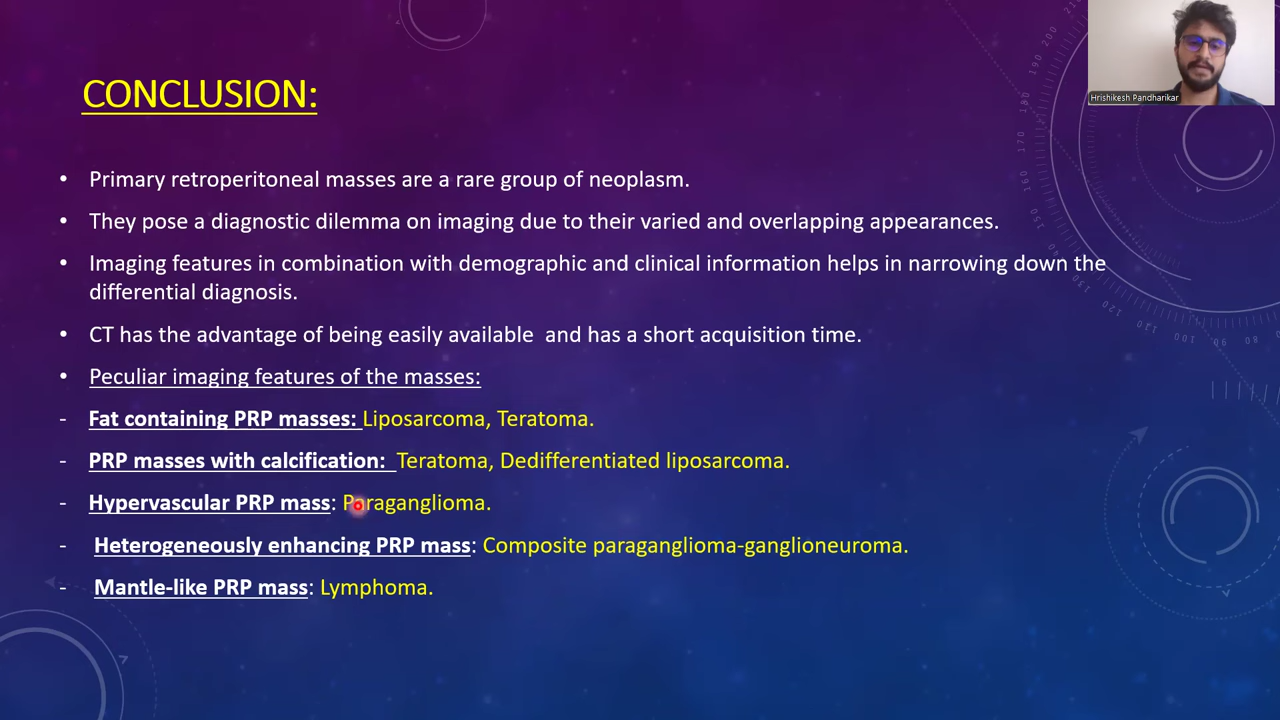 Hrishikesh Pandharikar
CONCLUSION:
• Primary retroperitoneal masses are a rare group of neoplasm.
• They pose a diagnostic dilemma on imaging due to their varied and overlapping appearances.
• Imaging features in combination with demographic and clinical information helps in narrowing down the
differential diagnosis.
• CT has the advantage of being easily available and has a short acquisition time.
• Peculiar imaging features of the masses:
- Fat containing PRP masses: Liposarcoma, Teratoma.
- PRP masses with calcification: Teratoma, Dedifferentiated liposarcoma.
- Hypervascular PRP mass: Paraganglioma.
- Heterogeneously enhancing PRP mass: Composite paraganglioma-ganglioneuroma.
- Mantle-like PRP mass: Lymphoma.